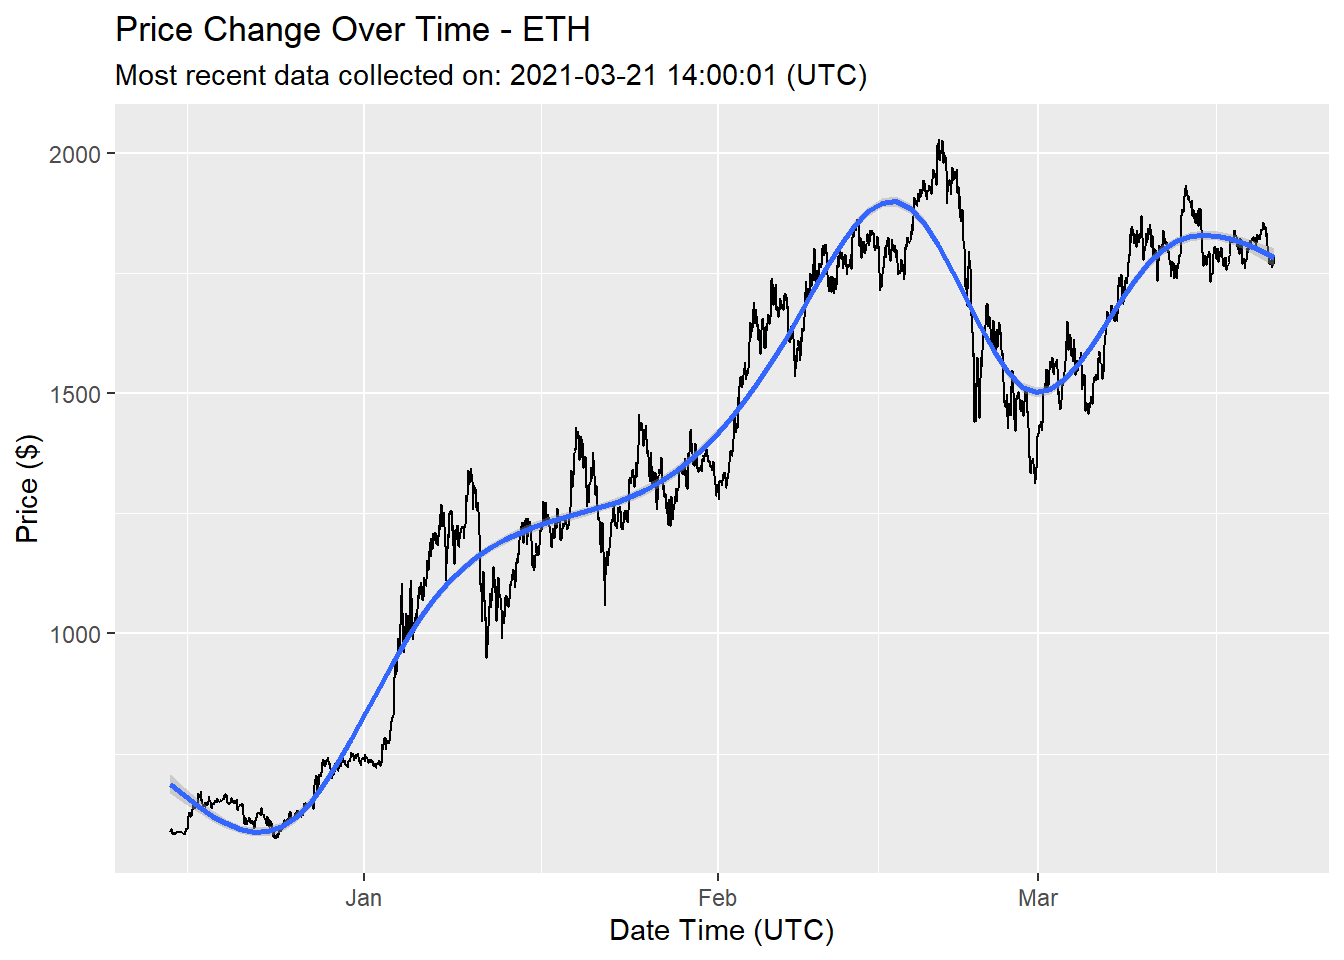 Price Change Over Time - ETH
Most recent data collected on: 2021-03-21 14:00:01 (UTC)
Price ($)
2000
1500
1000
Jan
Feb
Mar
Date Time (UTC)